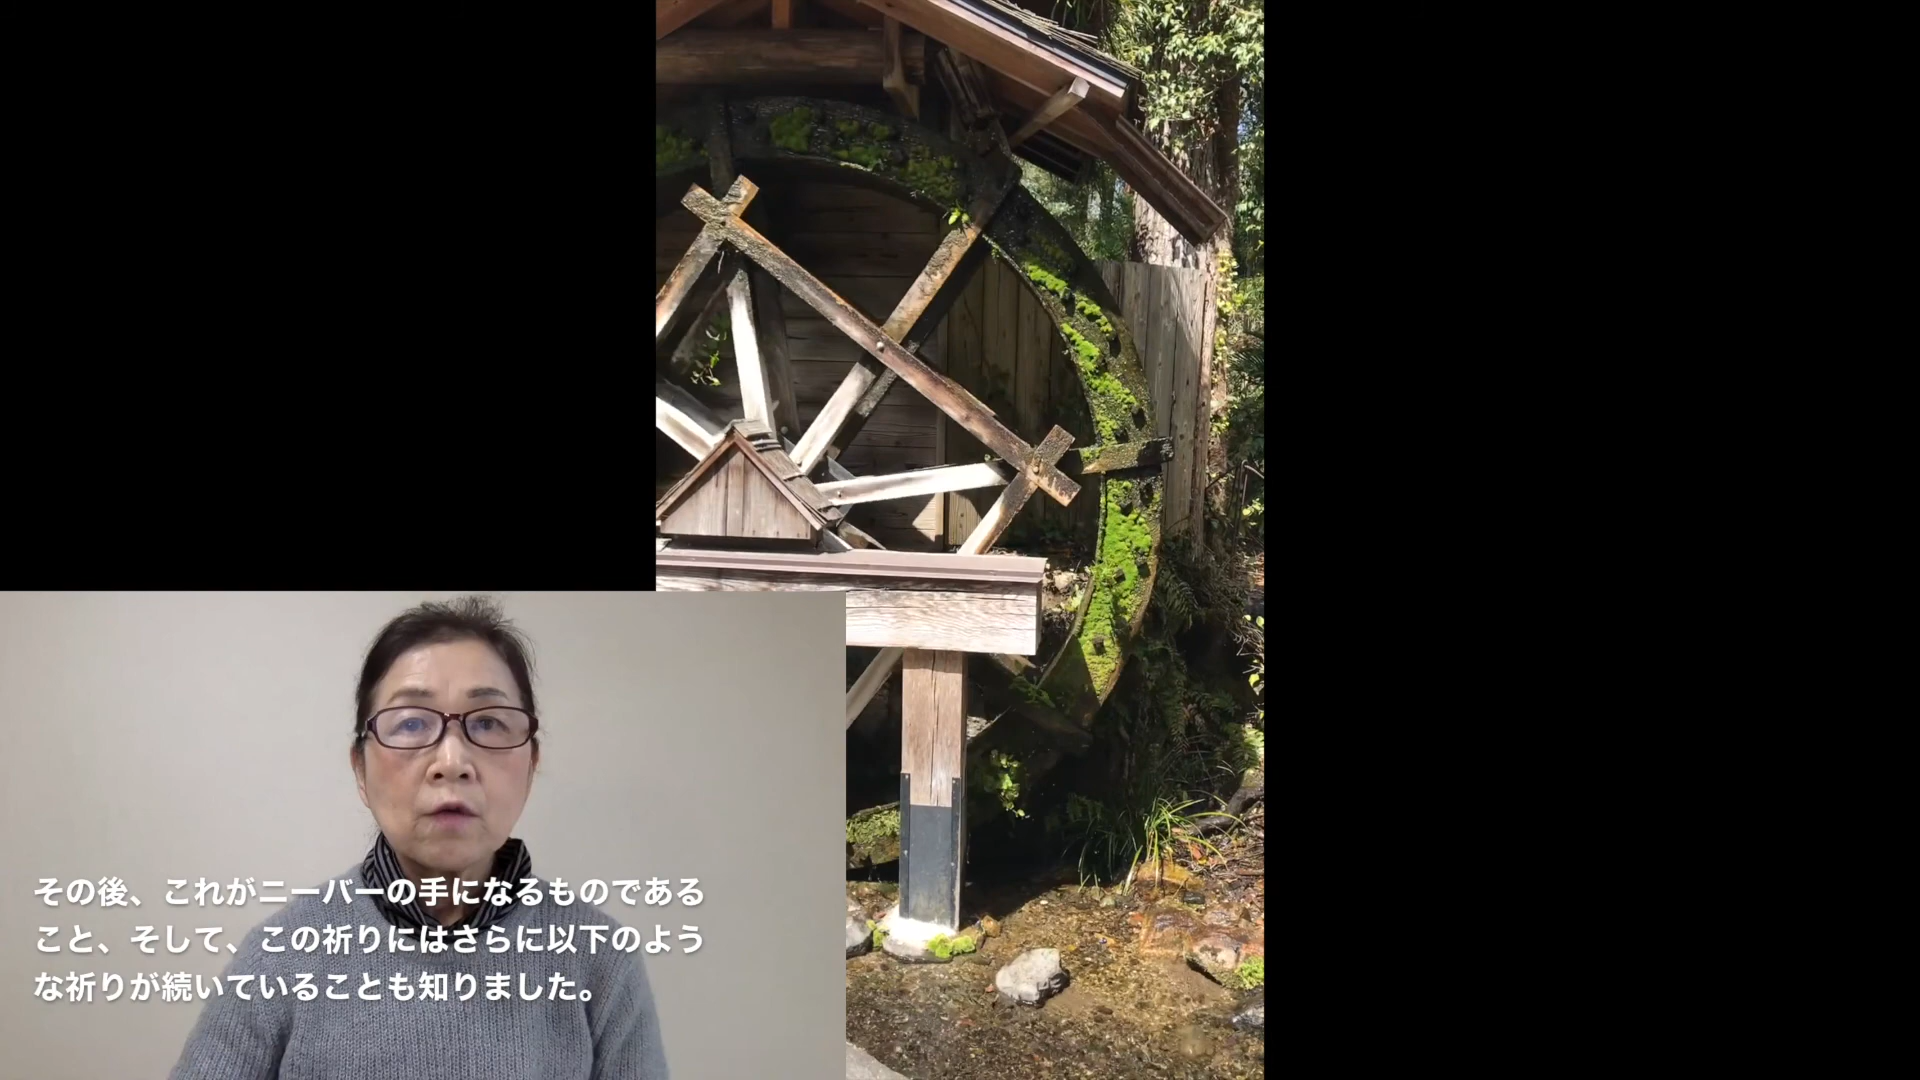 その後、これがニーバーの手になるものである
こと、そして、この祈りにはさらに以下のよう
な祈りが続いていることも知りました。